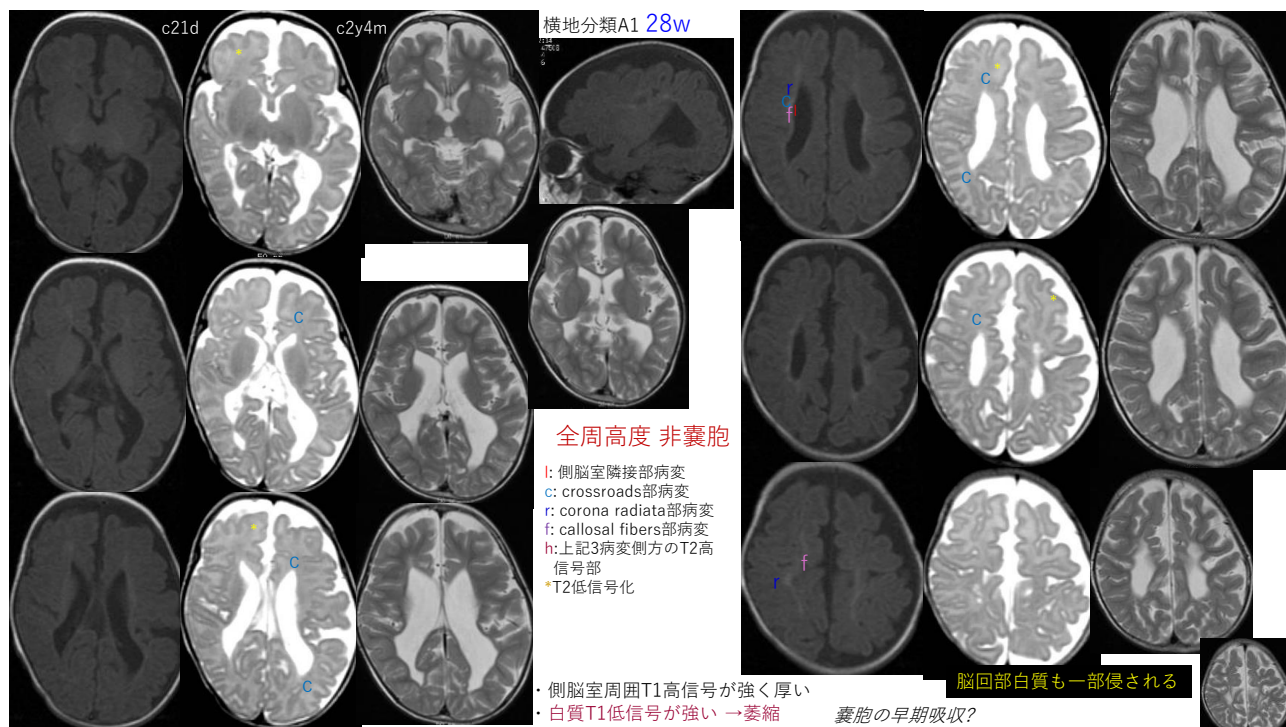 c21d
c2y4m
横地分類A1 28w
*
r
c
f
c
*
c
c
c
*
*
c
c
c
f
r
全周高度 非嚢胞
l: 側脳室隣接部病変
c: crossroads部病変
r: corona radiata部病変
f: callosal fibers部病変
h:上記3病変側方のT2高
信号部
*T2低信号化
・側脳室周囲T1高信号が強く厚い
・白質T1低信号が強い →萎縮
脳回部白質も一部侵される
嚢胞の早期吸収?